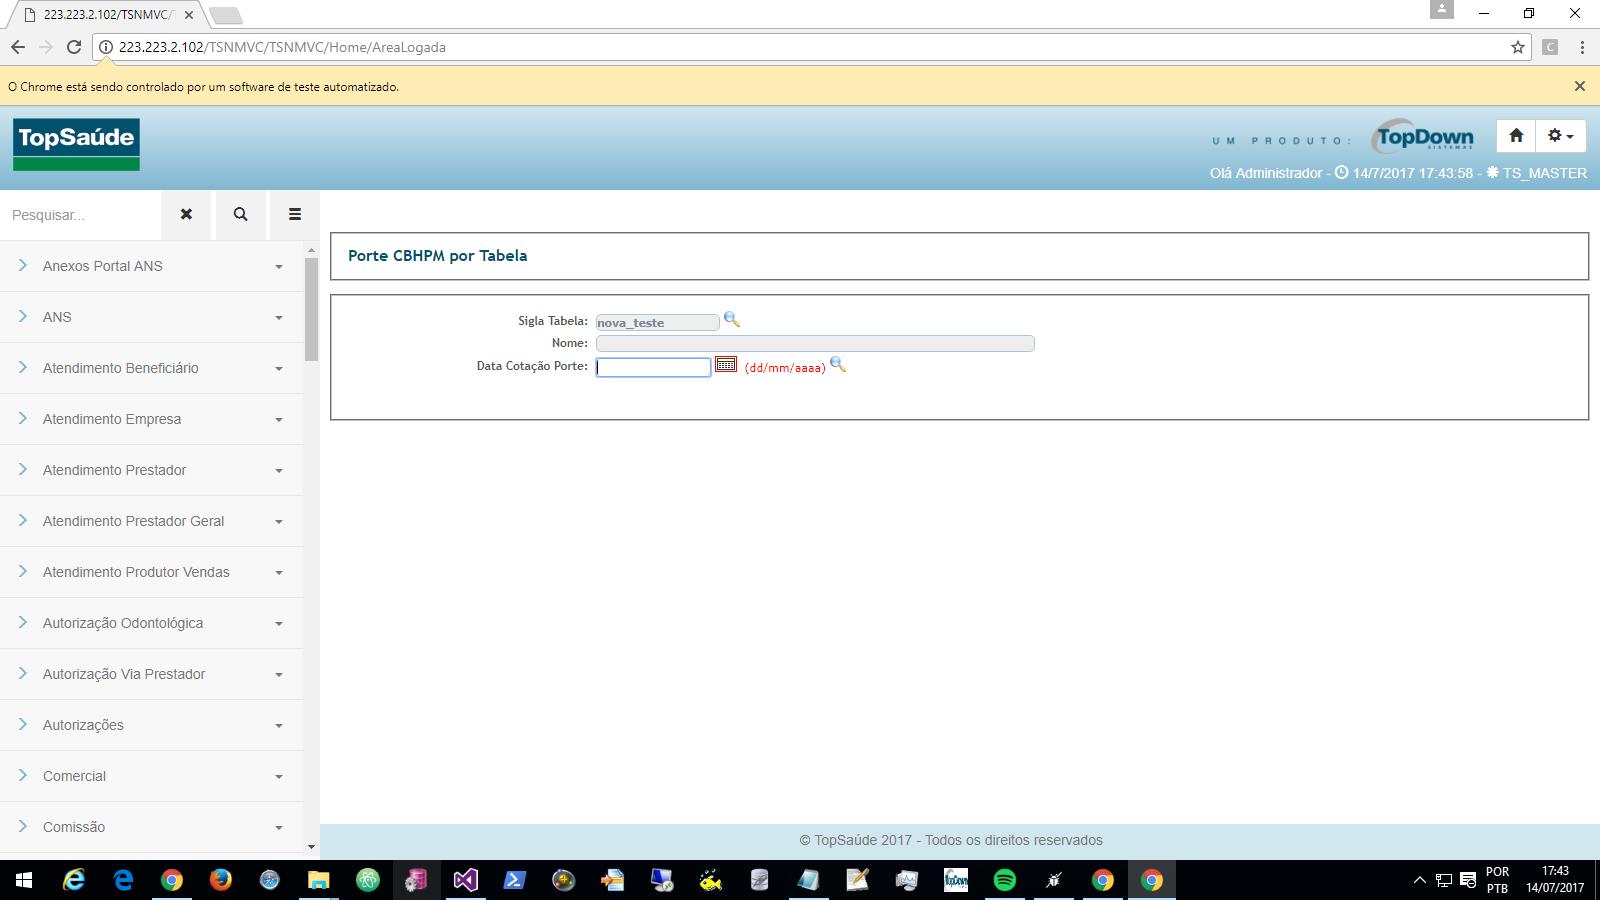 223.223.2.102/TSNMVC/
223.223.2.102/TSNMVC/TSNMVC/Home/AreaLogada
C
O Chrome está sendo controlado por um software de teste automatizado.
TopSaúde
UM PRODUTO:
TopDown
SISTEMAS
Olá Administrador - 14/7/2017 17:43:58 - TS_MASTER
Pesquisar...
Porte CBHPM por Tabela
Anexos Portal ANS
ANS
Atendimento Beneficiário
Atendimento Empresa
Atendimento Prestador
Atendimento Prestador Geral
Atendimento Produtor Vendas
Autorização Odontológica
Autorização Via Prestador
Autorizações
Comercial
Comissão
Sigla Tabela: nova_teste
Nome:
Data Cotação Porte: (dd/mm/aaaa)
© TopSaúde 2017 - Todos os direitos reservados
TopDown
POR
PTB
17:43
14/07/2017